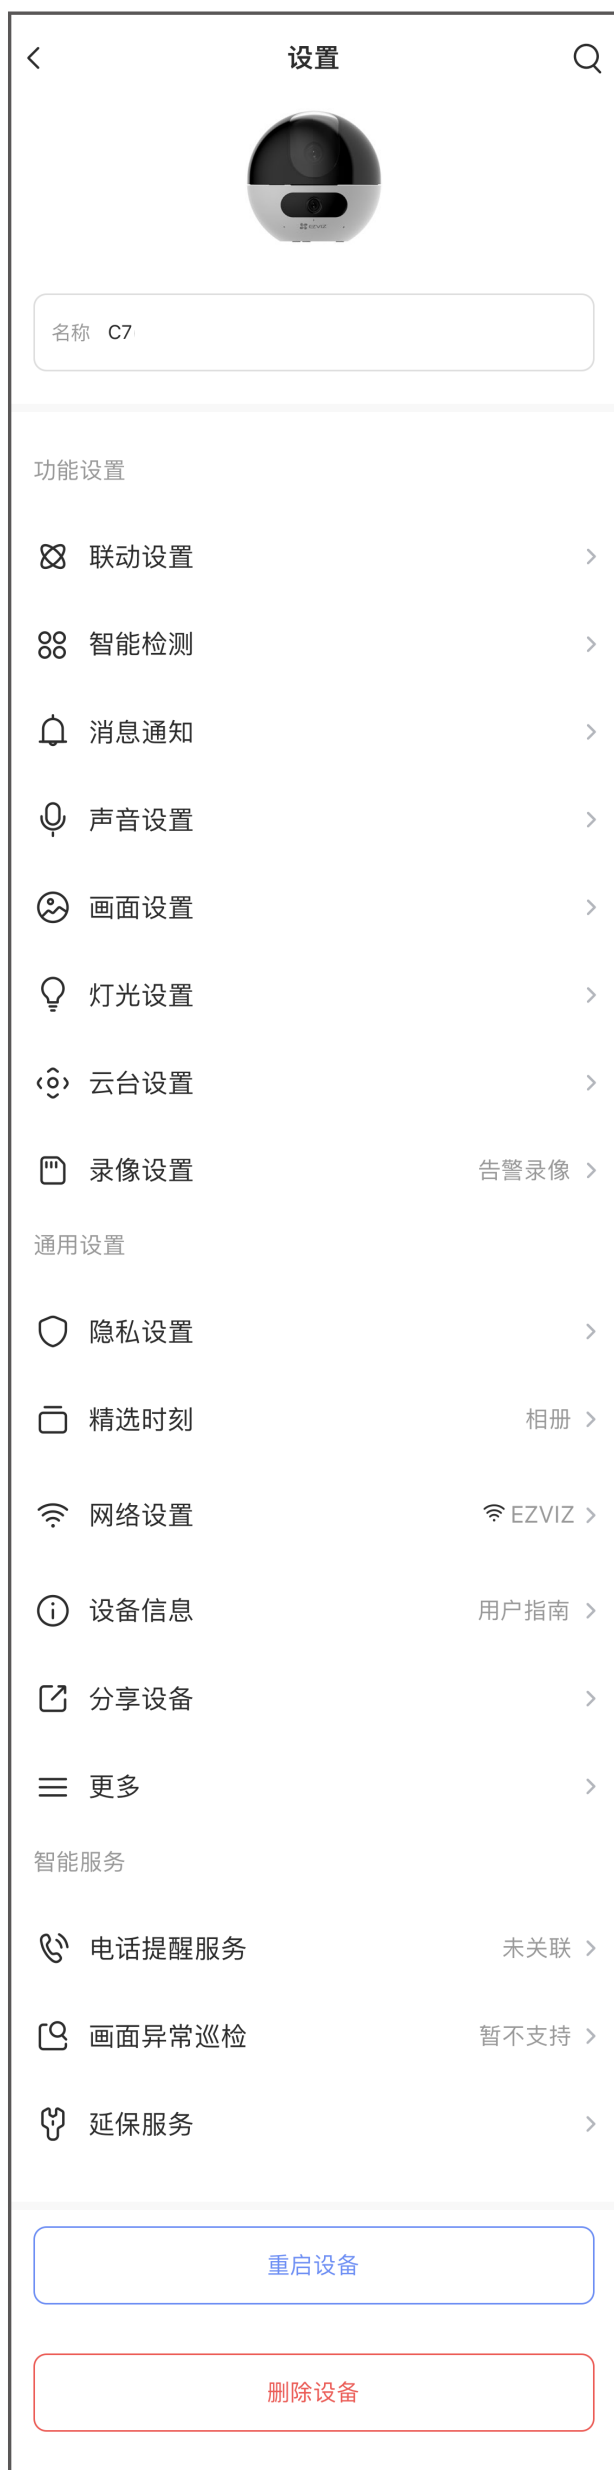 设置
EZVIZ
名称 C7
功能设置
联动设置
智能检测
消息通知
声音设置
画面设置
灯光设置
云台设置
录像设置 告警录像
通用设置
隐私设置
精选时刻 相册
网络设置 EZVIZ
设备信息 用户指南
分享设备
更多
智能服务
电话提醒服务 未关联
画面异常巡检 暂不支持
延保服务
重启设备
删除设备